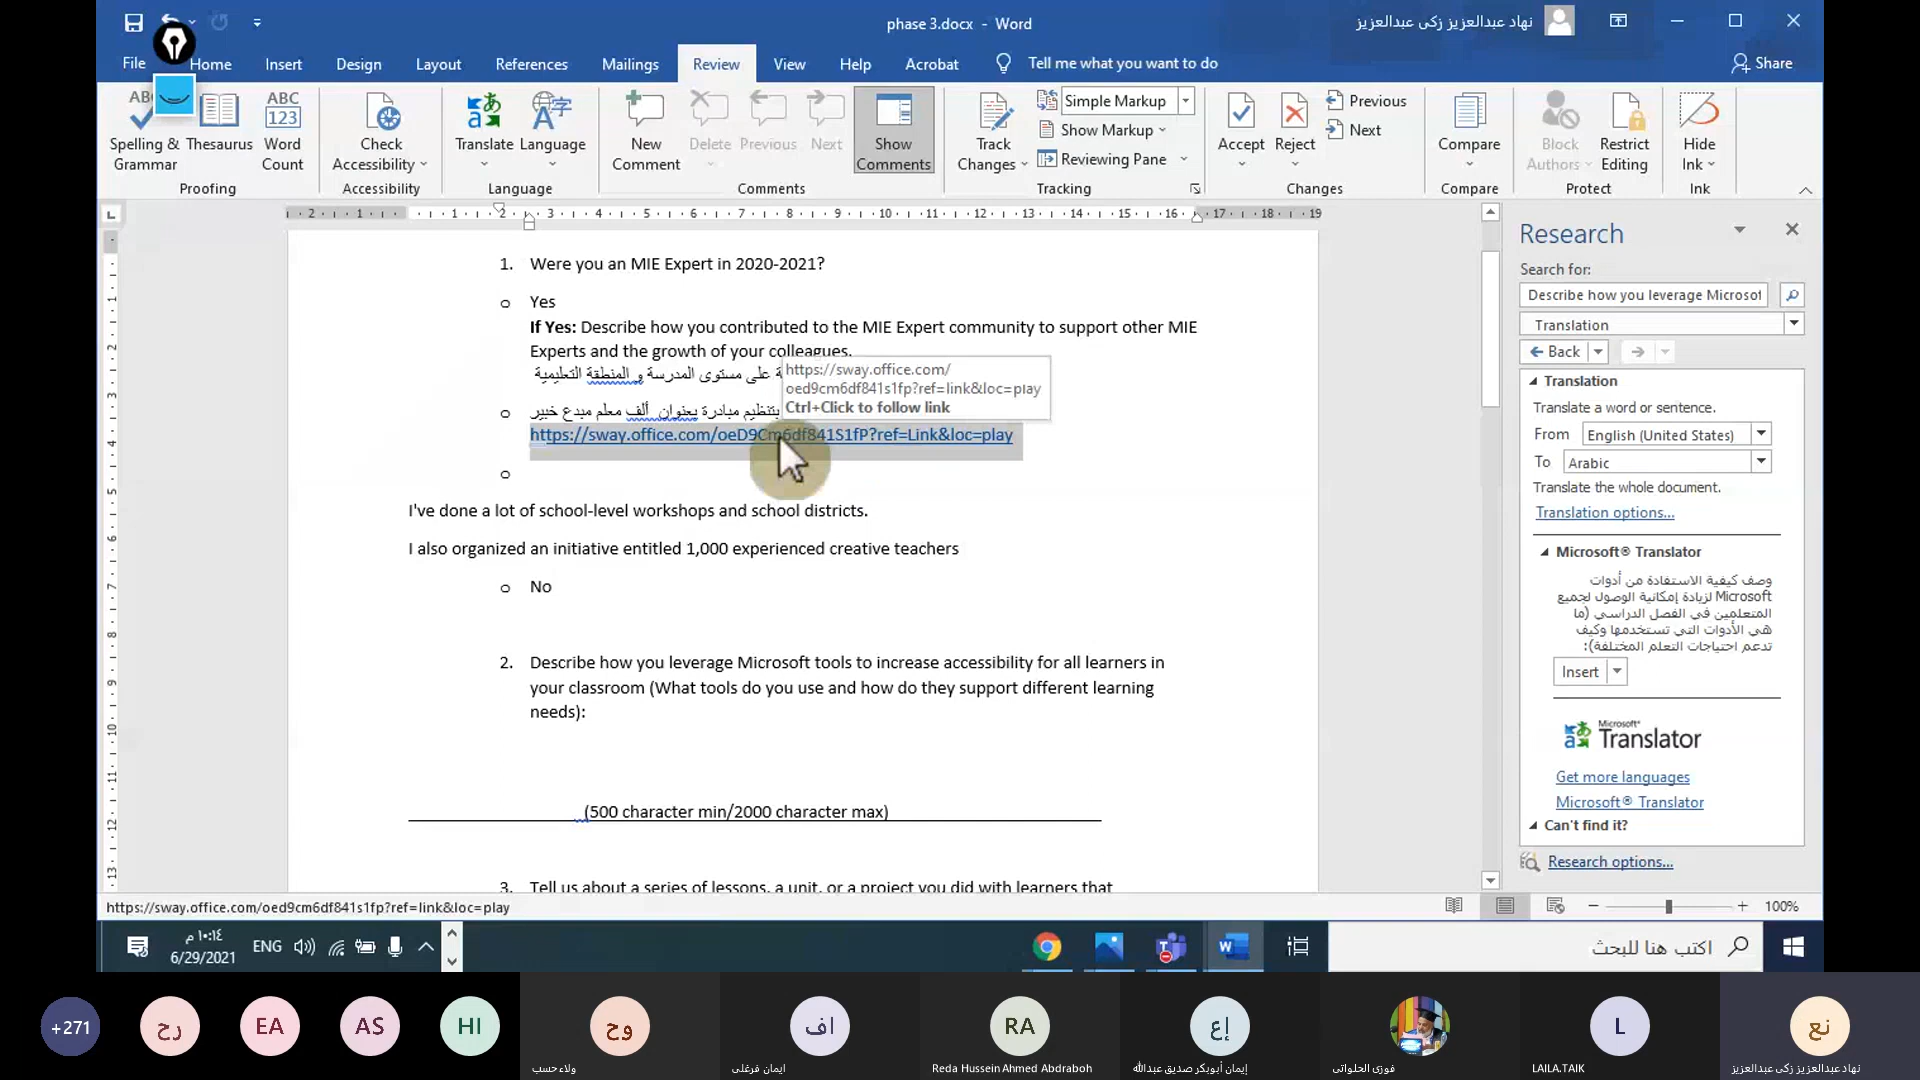 phase 3.docx - Word
نهاد عبدالعزيز زكى عبدالعزيز
File Home Insert Design Layout References Mailings Review View Help Acrobat Tell me what you want to do Share
Spelling & Grammar
Thesaurus
ABC 123 Word Count
Check Accessibility
Translate
Language
New Comment
Delete
Previous
Next
Show Comments
Track Changes
Simple Markup
Show Markup
Reviewing Pane
Accept
Reject
Previous
Next
Compare
Block Authors
Restrict Editing
Hide Ink
Proofing Accessibility Language Comments Tracking Changes Compare Protect Ink
1. Were you an MIE Expert in 2020-2021?
o Yes
If Yes: Describe how you contributed to the MIE Expert community to support other MIE
Experts and the growth of your colleagues.
على مستوى المدرسة و المنطقة التعليمية
https://sway.office.com/
oed9cm6df841s1fp?ref=link&loc=play
Ctrl+Click to follow link
o بتنظيم مبادرة بعنوان ألف معلم مبدع خبير
https://sway.office.com/oeD9Cm6df841S1fP?ref=Link&loc=play
o
I've done a lot of school-level workshops and school districts.
I also organized an initiative entitled 1,000 experienced creative teachers
o No
2. Describe how you leverage Microsoft tools to increase accessibility for all learners in
your classroom (What tools do you use and how do they support different learning
needs):
(500 character min/2000 character max)
3. Tell us about a series of lessons, a unit, or a project you did with learners that
Research
Search for:
Describe how you leverage Microsof
Translation
Back
Translation
Translate a word or sentence.
From English (United States)
To Arabic
Translate the whole document.
Translation options...
Microsoft® Translator
وصف كيفية الاستفادة من أدوات
Microsoft لزيادة إمكانية الوصول لجميع
المتعلمين في الفصل الدراسي (ما
هي الأدوات التي تستخدمها وكيف
تدعم احتياجات التعلم المختلفة):
Insert
Microsoft® Translator
Get more languages
Microsoft® Translator
Can't find it?
Research options...
https://sway.office.com/oed9cm6df841s1fp?ref=link&loc=play
100%
١٠:١٤ م
6/29/2021
ENG
اكتب هنا للبحث
+271 رح EA AS HI وح اف RA إع L نع
ولاء حسب
ايمان فرغلى
Reda Hussein Ahmed Abdraboh
إيمان أبوبكر صديق عبدالله
فوزى الحلوانى
LAILA.TAIK
نهاد عبدالعزيز زكى عبدالعزيز